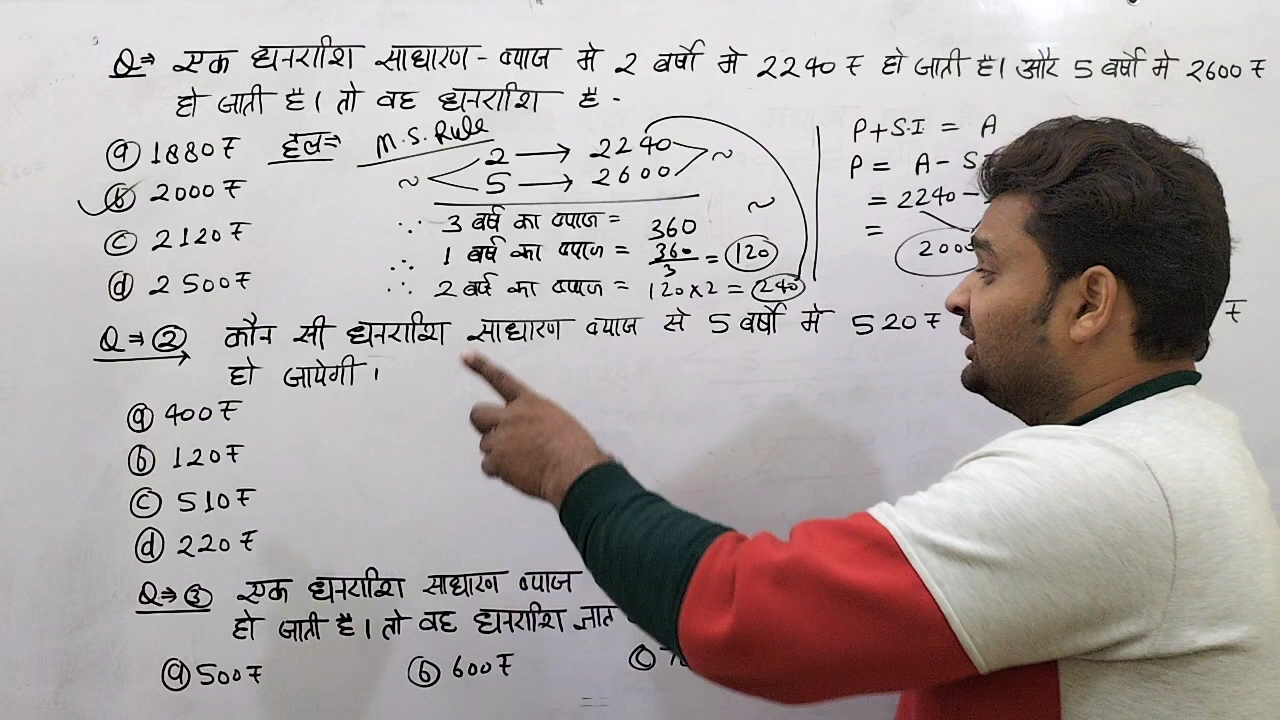 Q⇒ एक धनराशि साधारण-ब्याज मे 2 वर्षो मे 2240 ₹ हो जाती है। और 5 वर्षो मे 2600 ₹
हो जाती है। तो वह धनराशि है -
ⓐ 1880 ₹
ⓑ 2000 ₹
ⓒ 2120 ₹
ⓓ 2500 ₹
हल⇒ M.S. Rule
~ 2 → 2240 ~
5 → 2600
∵ 3 वर्ष का ब्याज = 360 ~
∴ 1 वर्ष का ब्याज = 360/3 = 120
∴ 2 वर्ष का ब्याज = 120×2 = 240
P+S.I = A
P = A - S
= 2240 -
= 2000
Q⇒② कौन सी धनराशि साधारण ब्याज से 5 वर्षो मे 520 ₹ ₹
हो जायेगी।
ⓐ 400 ₹
ⓑ 120 ₹
ⓒ 510 ₹
ⓓ 220 ₹
Q⇒③ एक धनराशि साधारण ब्याज
हो जाती है। तो वह धनराशि ज्ञात
ⓐ 500 ₹ ⓑ 600 ₹ ⓒ